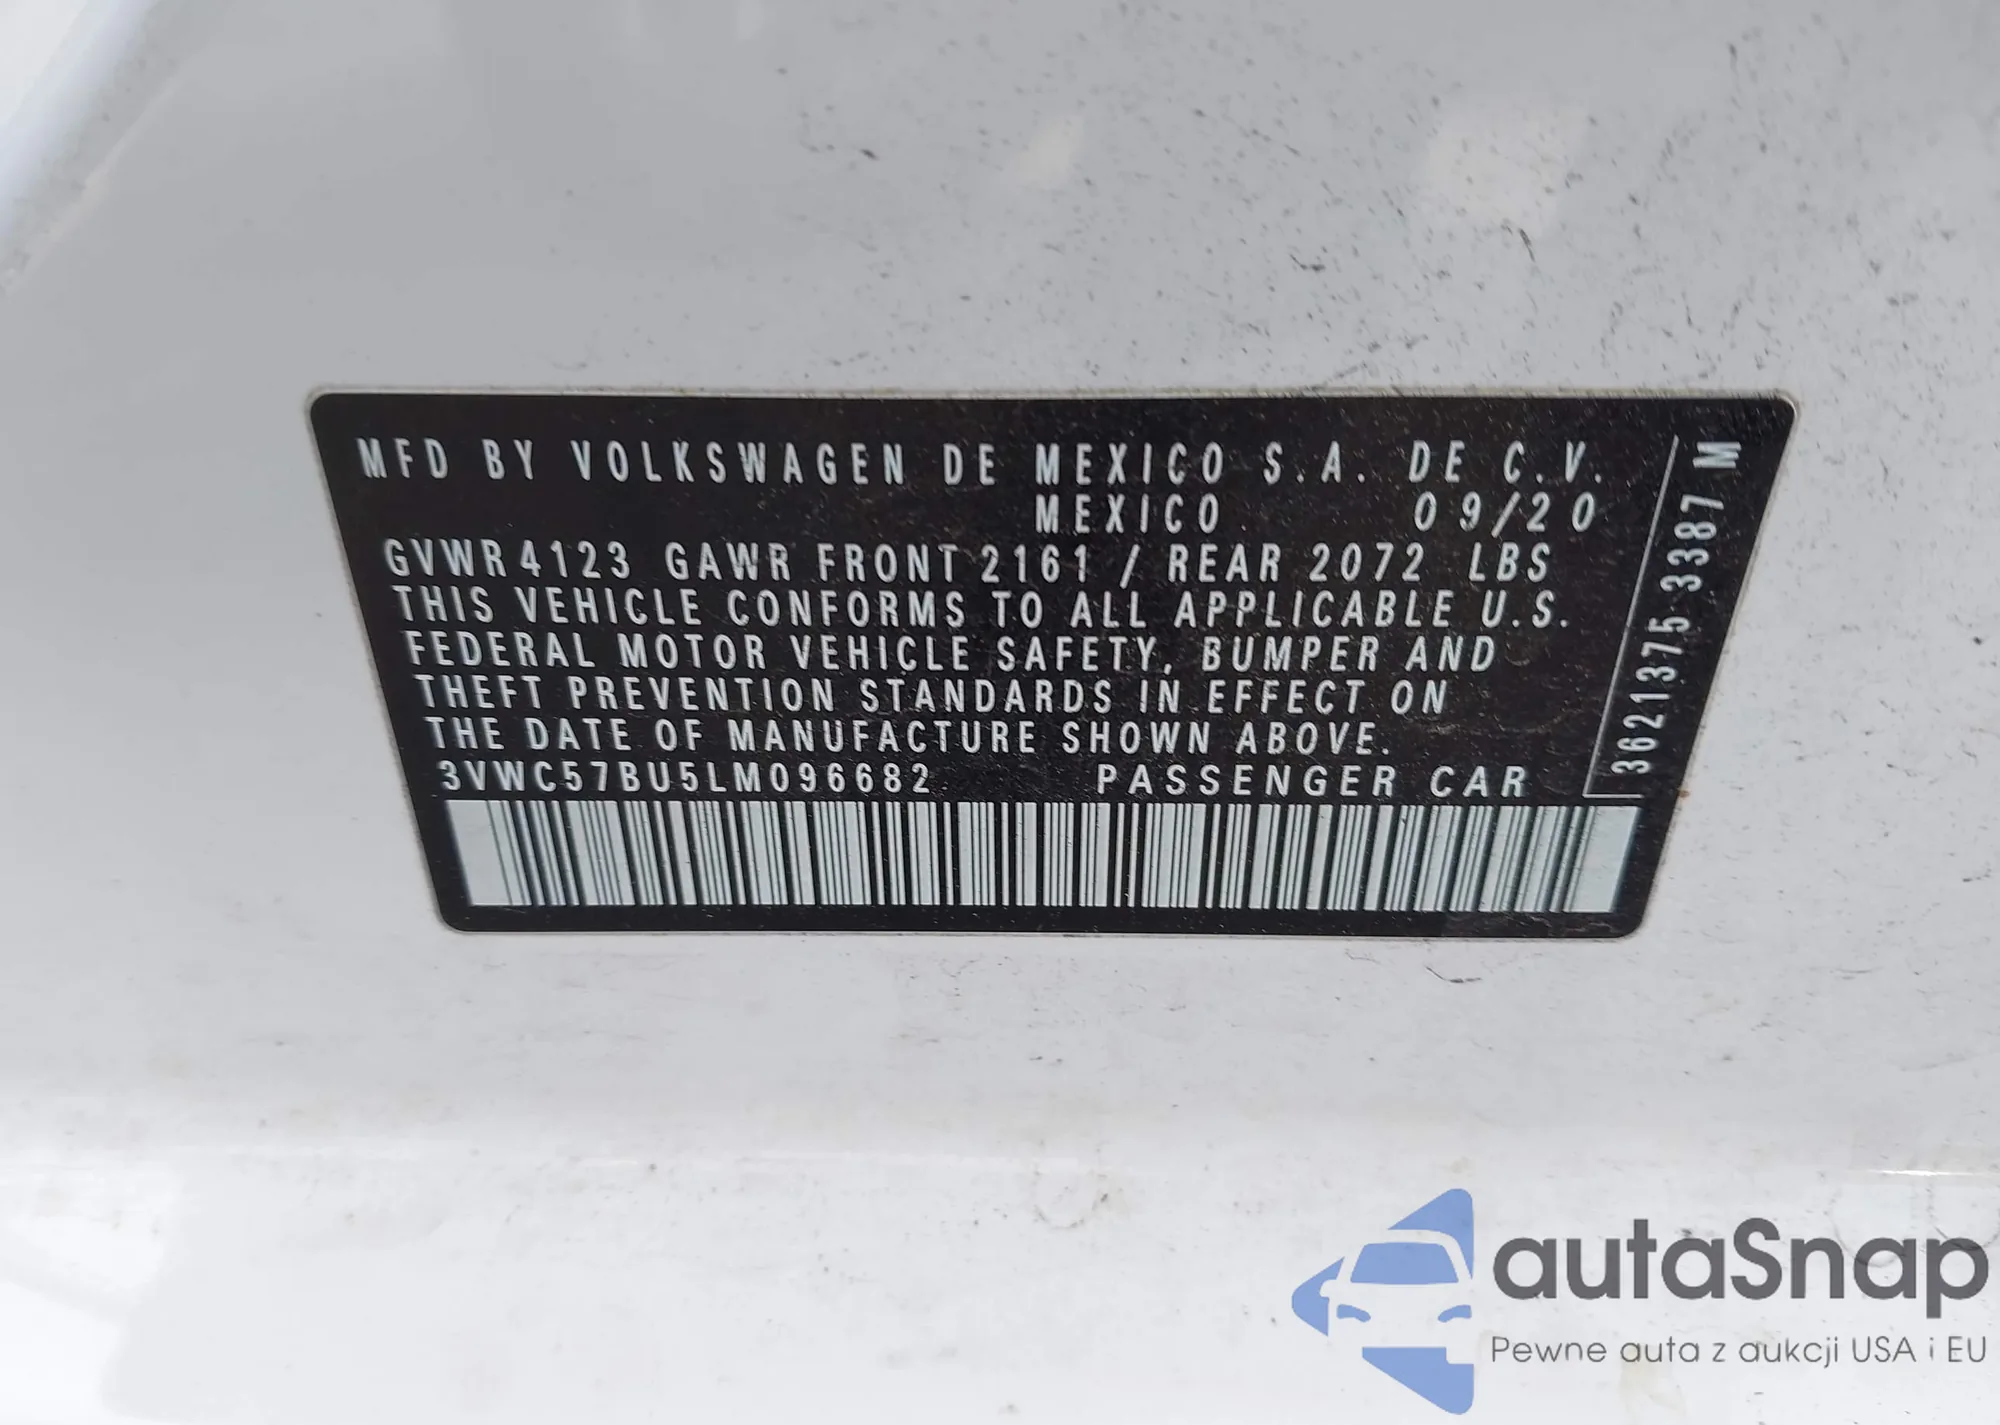 MFD BY VOLKSWAGEN DE MEXICO S.A. DE C.V.
MEXICO 09/20
GVWR 4123 GAWR FRONT 2161 / REAR 2072 LBS
THIS VEHICLE CONFORMS TO ALL APPLICABLE U.S.
FEDERAL MOTOR VEHICLE SAFETY, BUMPER AND
THEFT PREVENTION STANDARDS IN EFFECT ON
THE DATE OF MANUFACTURE SHOWN ABOVE.
3VWC57BU5LM096682 PASSENGER CAR
3621375 3387 M
autaSnap
Pewne auta z aukcji USA i EU